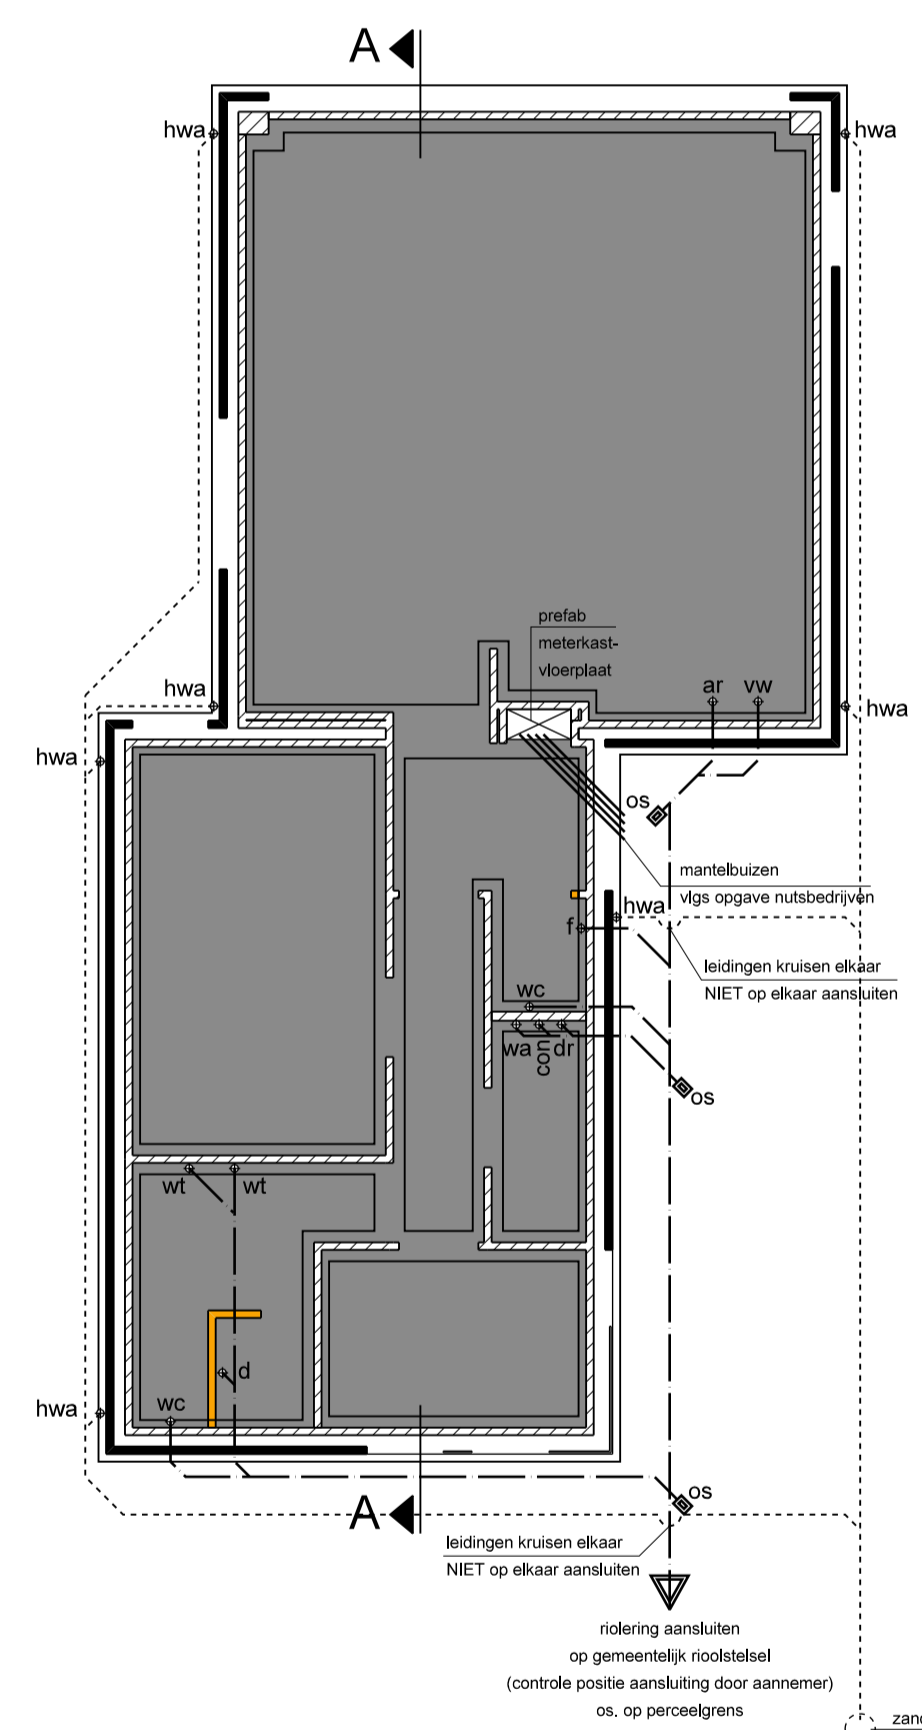 A
hwa
hwa
prefab
meterkast-
vloerplaat
hwa
ar
vw
hwa
hwa
os
mantelbuizen
vlgs opgave nutsbedrijven
hwa
f
leidingen kruisen elkaar
NIET op elkaar aansluiten
wc
wa
con
dr
os
wt
wt
d
wc
hwa
os
A
leidingen kruisen elkaar
NIET op elkaar aansluiten
riolering aansluiten
op gemeentelijk rioolstelsel
(controle positie aansluiting door aannemer)
os. op perceelgrens